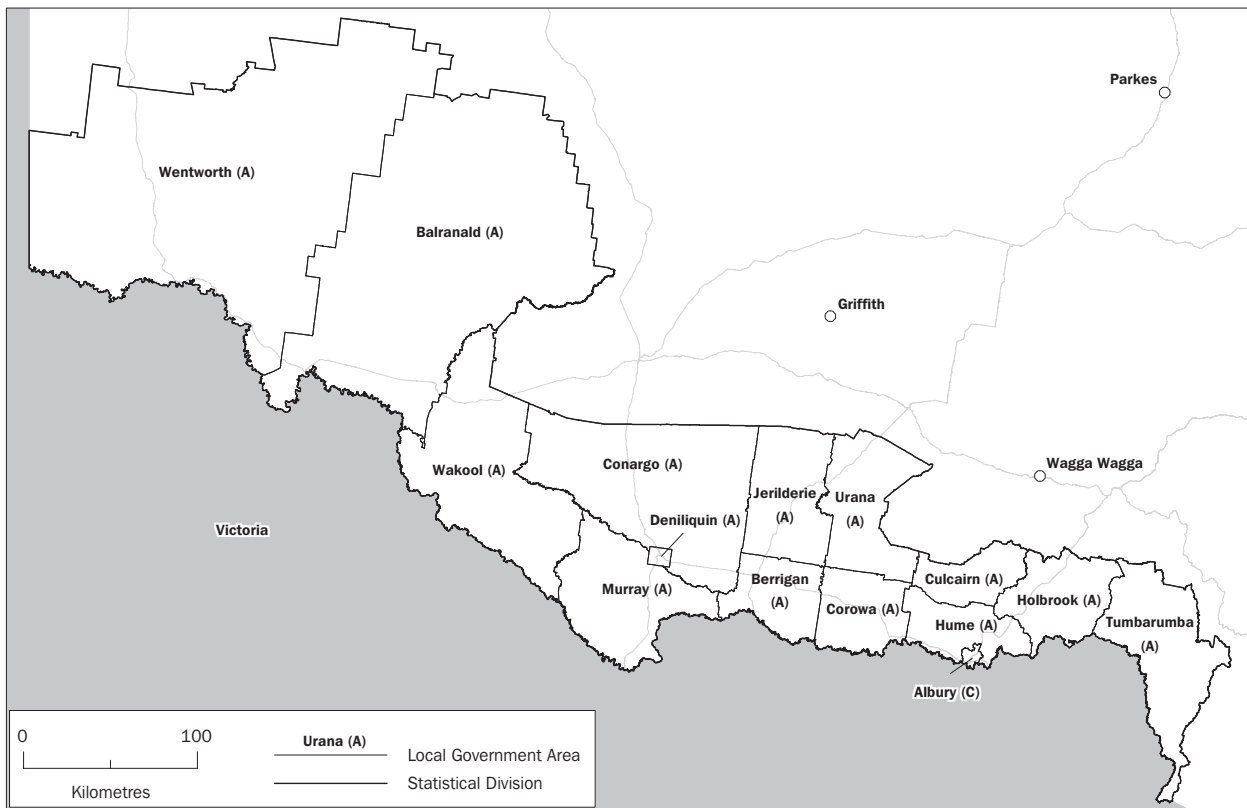 Parkes
Wentworth (A)
Balranald (A)
Griffith
Wakool (A)
Conargo (A)
Wagga Wagga
Jerilderie
(A)
Urana
(A)
Victoria
Deniliquin (A)
Murray (A)
Berrigan
(A)
Corowa (A)
Culcairn (A)
Hume (A)
Holbrook (A)
Tumbarumba
(A)
Albury (C)
0 100
Kilometres
Urana (A)
Local Government Area
Statistical Division